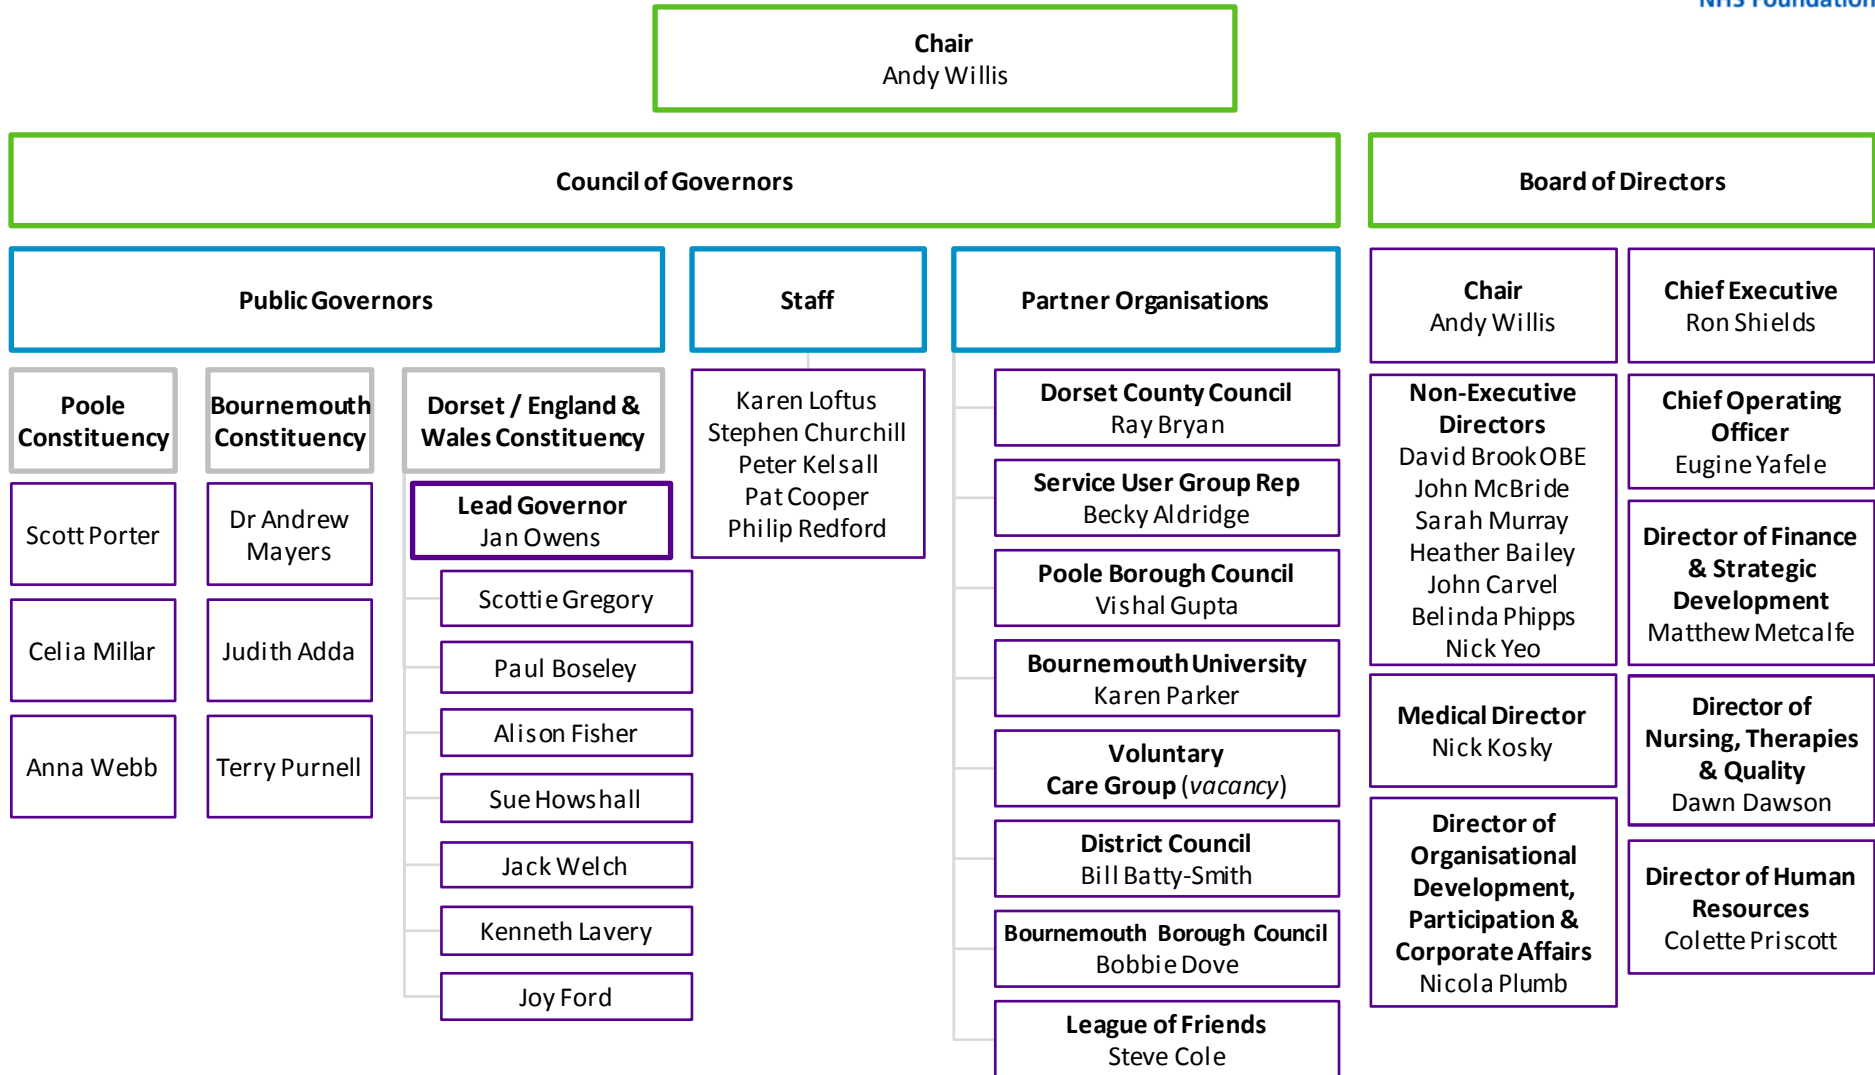 NHS Foundation
Chair
Andy Willis
Council of Governors
Board of Directors
Public Governors
Staff
Partner Organisations
Chair
Andy Willis
Chief Executive
Ron Shields
Poole
Constituency
Bournemouth
Constituency
Dorset / England &
Wales Constituency
Scott Porter
Celia Millar
Anna Webb
Dr Andrew
Mayers
Judith Adda
Terry Purnell
Lead Governor
Jan Owens
Scottie Gregory
Paul Boseley
Alison Fisher
Sue Howshall
Jack Welch
Kenneth Lavery
Joy Ford
Karen Loftus
Stephen Churchill
Peter Kelsall
Pat Cooper
Philip Redford
Dorset County Council
Ray Bryan
Service User Group Rep
Becky Aldridge
Poole Borough Council
Vishal Gupta
Bournemouth University
Karen Parker
Voluntary
Care Group (vacancy)
District Council
Bill Batty-Smith
Bournemouth Borough Council
Bobbie Dove
League of Friends
Steve Cole
Non-Executive
Directors
David Brook OBE
John McBride
Sarah Murray
Heather Bailey
John Carvel
Belinda Phipps
Nick Yeo
Medical Director
Nick Kosky
Director of
Organisational
Development,
Participation &
Corporate Affairs
Nicola Plumb
Chief Operating
Officer
Eugine Yafele
Director of Finance
& Strategic
Development
Matthew Metcalfe
Director of
Nursing, Therapies
& Quality
Dawn Dawson
Director of Human
Resources
Colette Priscott